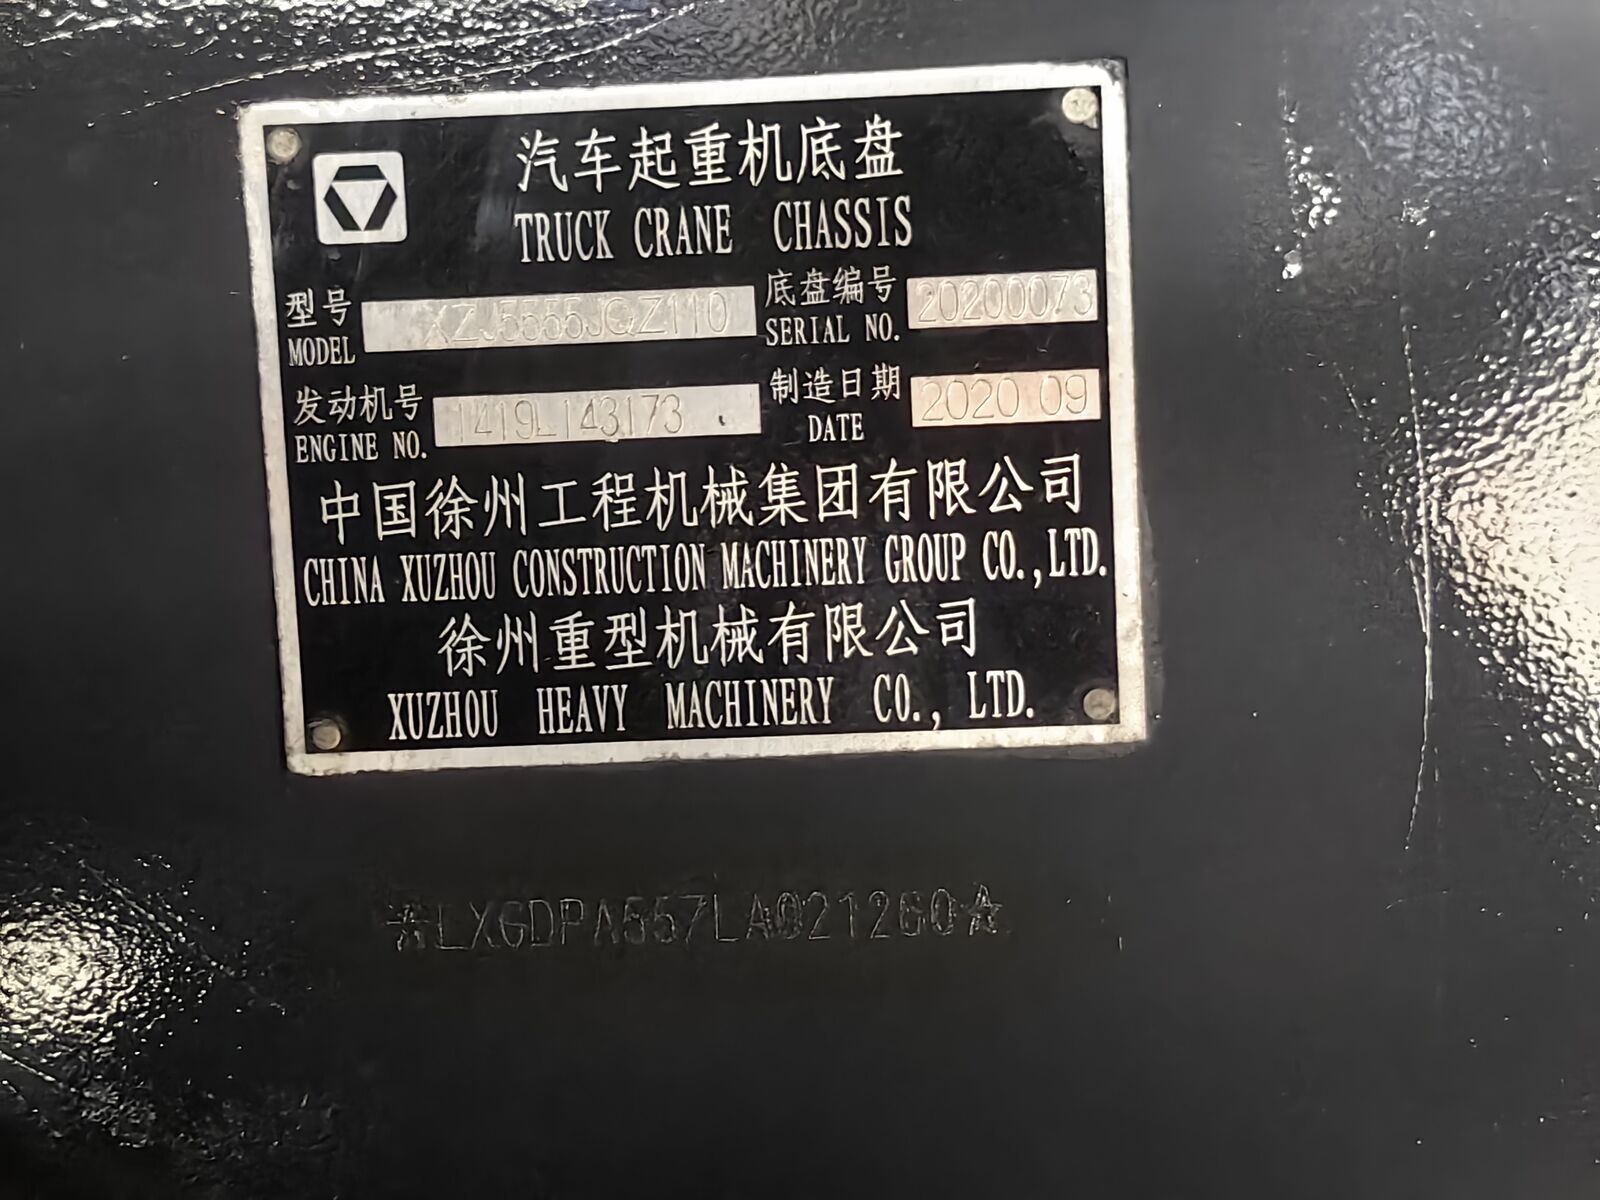 汽车起重机底盘
TRUCK CRANE CHASSIS
型号 XZJ5555JQZ110 底盘编号 20200073
MODEL SERIAL NO.
发动机号 1419L143173 制造日期 2020 09
ENGINE NO. DATE
中国徐州工程机械集团有限公司
CHINA XUZHOU CONSTRUCTION MACHINERY GROUP CO.,LTD.
徐州重型机械有限公司
XUZHOU HEAVY MACHINERY CO., LTD.
☆LXGDPA557LA021260☆